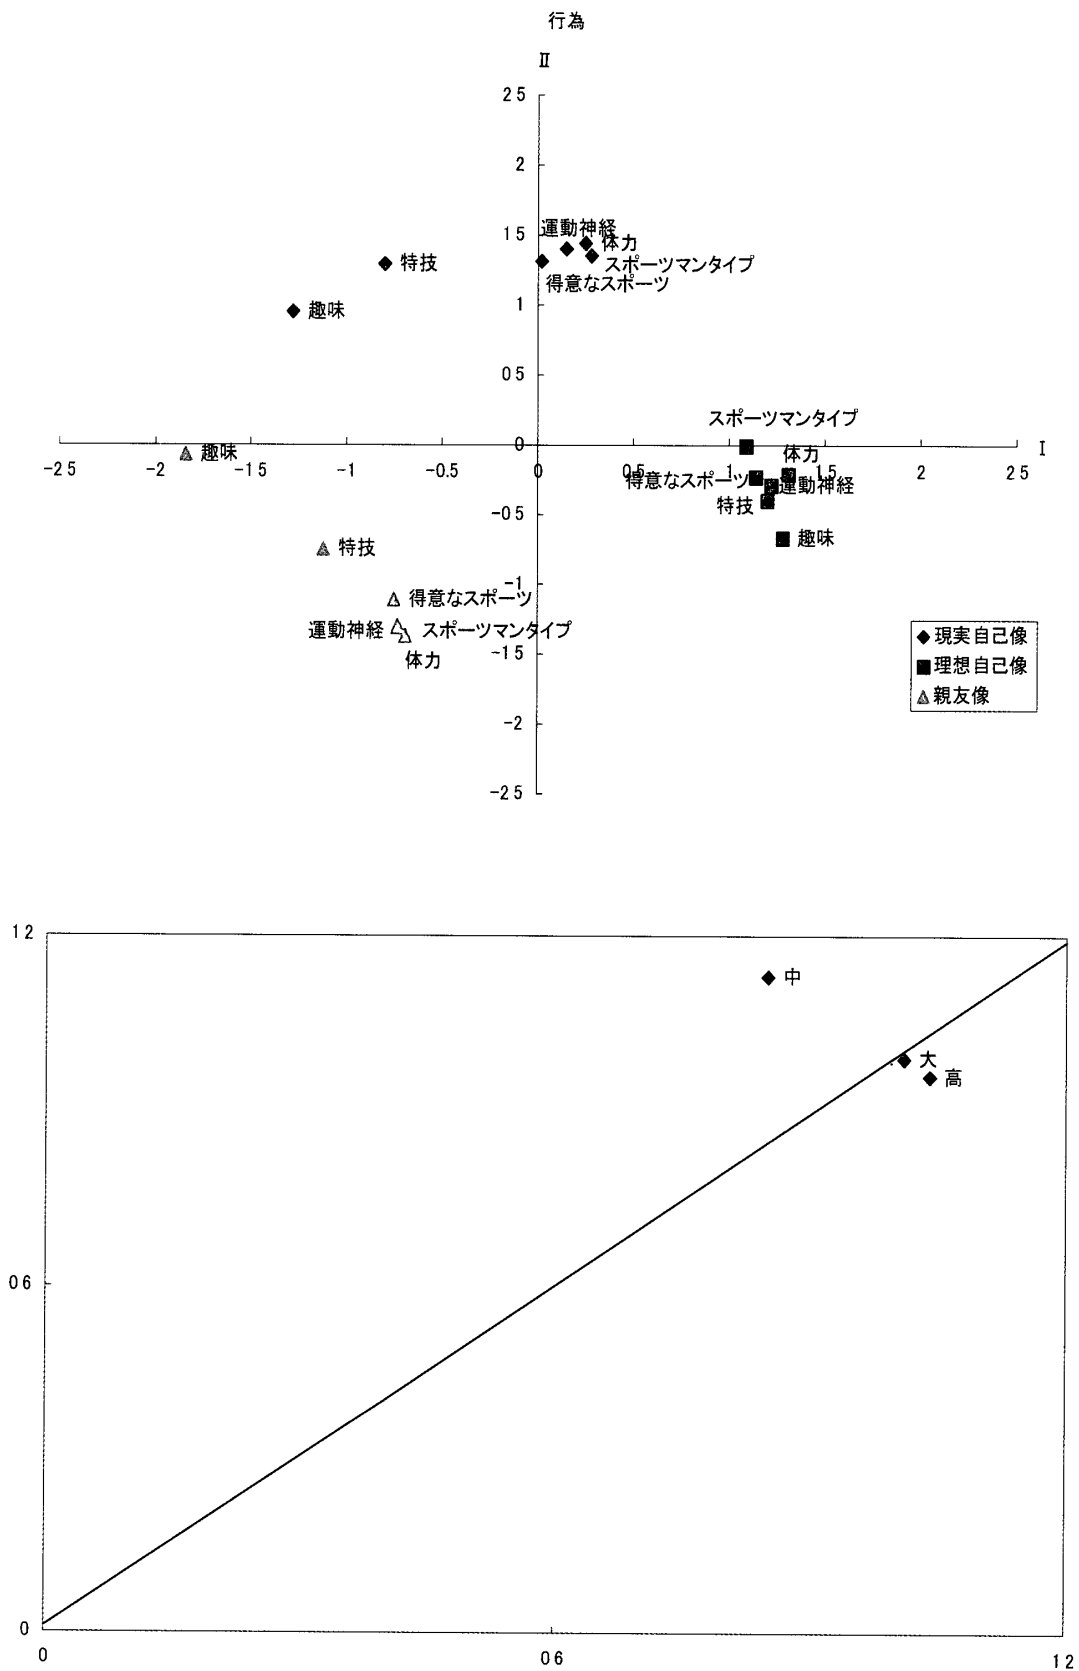 行為
II
2 5
2
1 5
1
0 5
0
-0 5
-1
-1 5
-2
-2 5
-2 5
-2
-1 5
-1
-0.5
0
0 5
1
1 5
2
2 5
I
運動神経
体力
スポーツマンタイプ
得意なスポーツ
特技
趣味
スポーツマンタイプ
体力
得意なスポーツ
運動神経
特技
趣味
趣味
特技
得意なスポーツ
運動神経
スポーツマンタイプ
体力
現実自己像
理想自己像
親友像
1 2
中
大
高
0 6
0
0
0 6
1 2